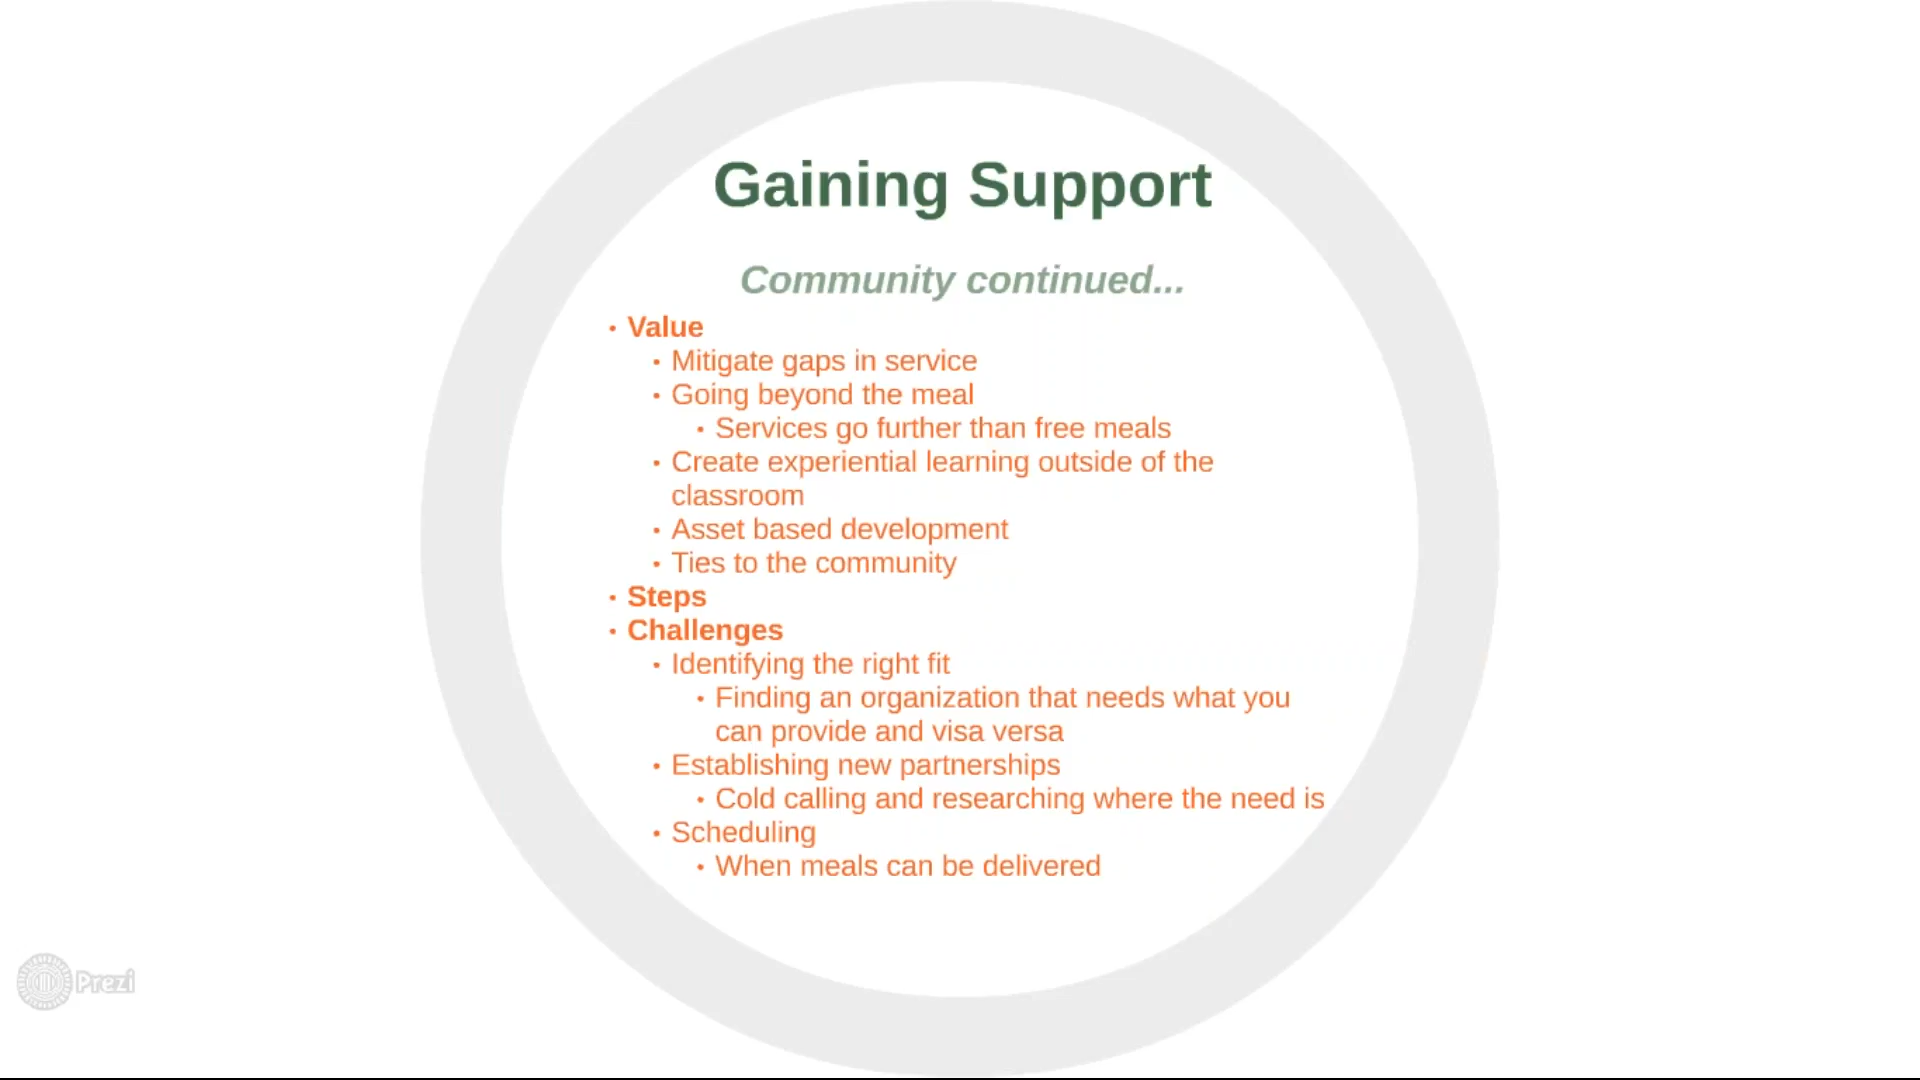 Gaining Support
Community continued...
• Value
• Mitigate gaps in service
• Going beyond the meal
• Services go further than free meals
• Create experiential learning outside of the
classroom
• Asset based development
• Ties to the community
• Steps
• Challenges
• Identifying the right fit
• Finding an organization that needs what you
can provide and visa versa
• Establishing new partnerships
• Cold calling and researching where the need is
• Scheduling
• When meals can be delivered
Prezi